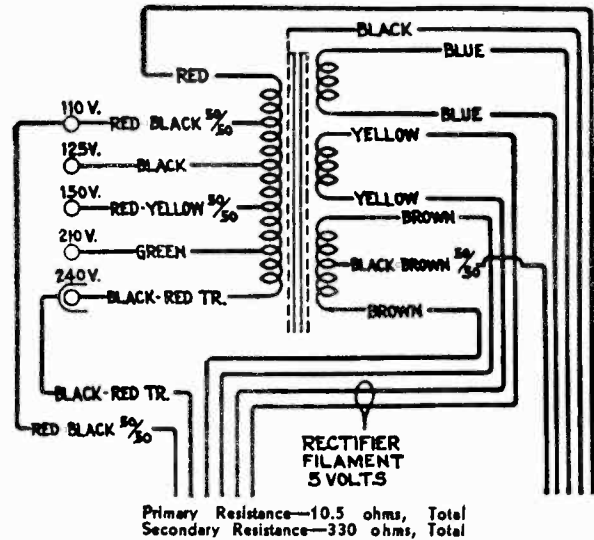 BLACK
BLUE
RED
110 V.
RED BLACK 50/50
BLUE
125V.
YELLOW
BLACK
150V.
RED-YELLOW 50/50
YELLOW
210 V.
BROWN
GREEN
BLACK BROWN 50/50
240 V.
BLACK-RED TR.
BROWN
BLACK-RED TR.
RED BLACK 50/50
RECTIFIER
FILAMENT
5 VOLTS
Primary Resistance—10.5 ohms, Total
Secondary Resistance—330 ohms, Total